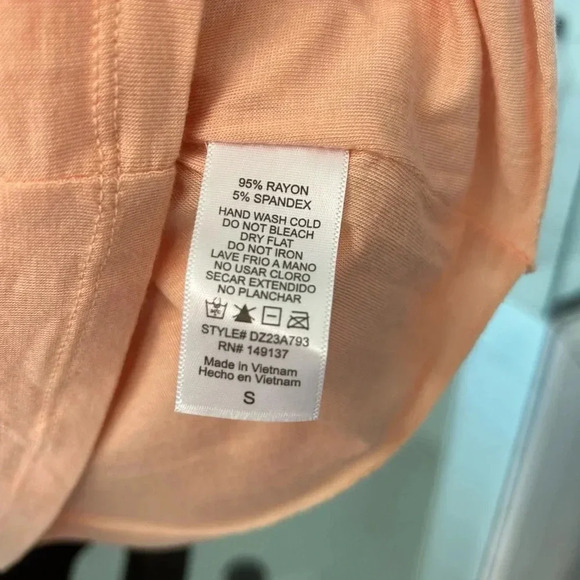 95% RAYON
5% SPANDEX
HAND WASH COLD
DO NOT BLEACH
DRY FLAT
DO NOT IRON
LAVE FRIO A MANO
NO USAR CLORO
SECAR EXTENDIDO
NO PLANCHAR
STYLE# DZ23A793
RN# 149137
Made in Vietnam
Hecho en Vietnam
S